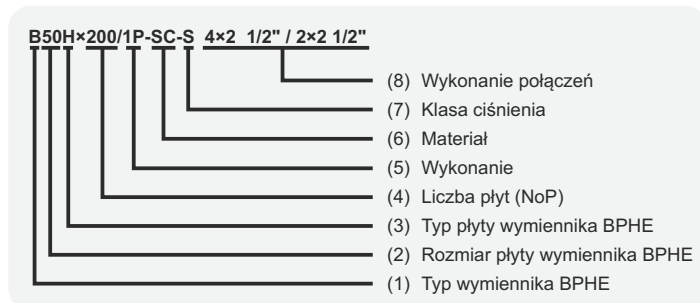 B50H×200/1P-SC-S 4×2 1/2" / 2×2 1/2"
(8) Wykonanie połączeń
(7) Klasa ciśnienia
(6) Materiał
(5) Wykonanie
(4) Liczba płyt (NoP)
(3) Typ płyty wymiennika BPHE
(2) Rozmiar płyty wymiennika BPHE
(1) Typ wymiennika BPHE